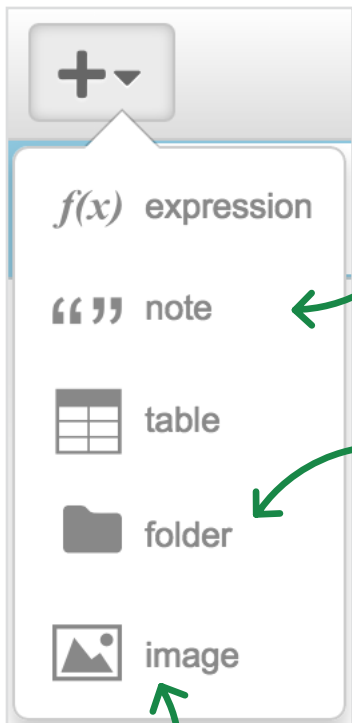 f(x) expression
“ ” note
table
folder
image